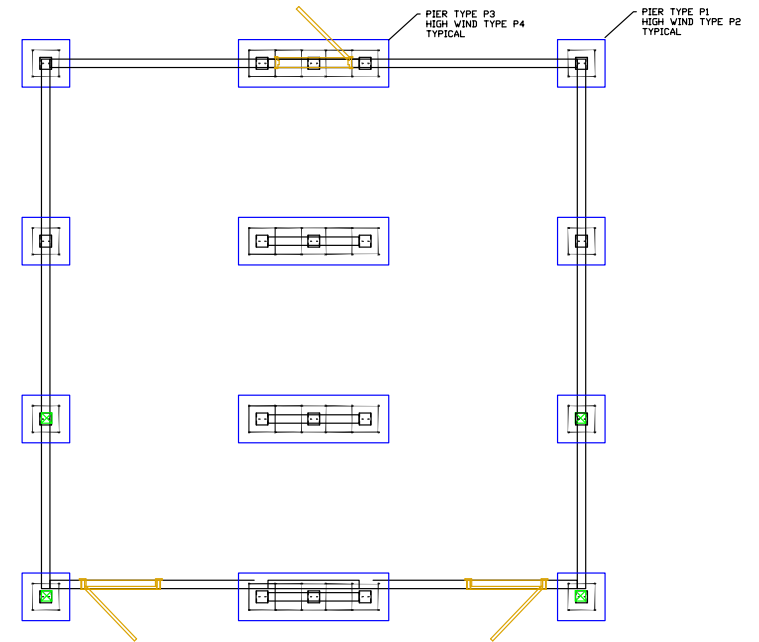 PIER TYPE P3
HIGH WIND TYPE P4
TYPICAL
PIER TYPE P1
HIGH WIND TYPE P2
TYPICAL